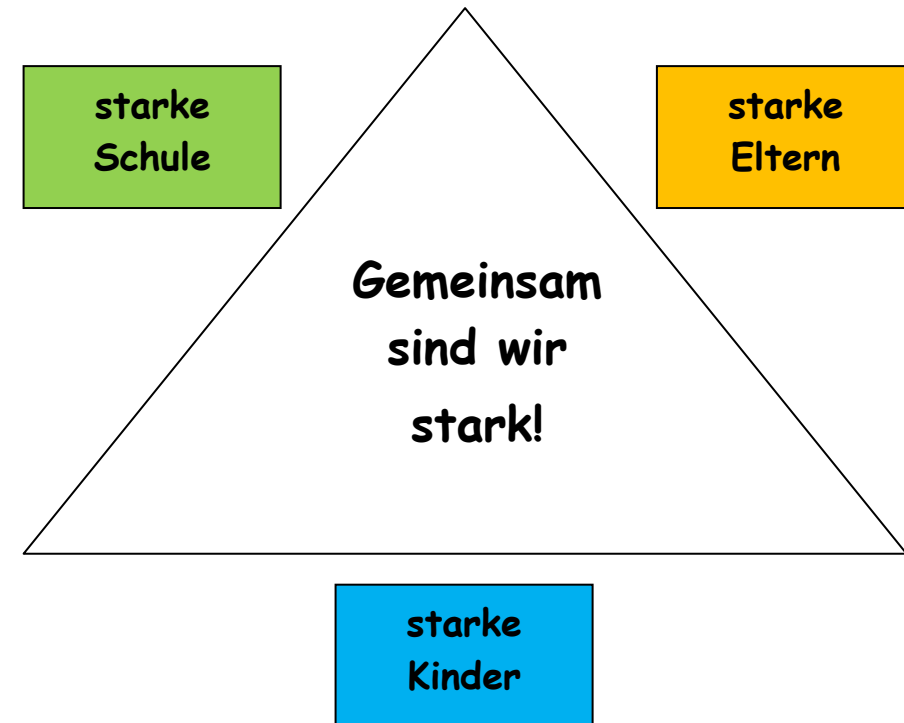 starke
Schule
starke
Eltern
Gemeinsam
sind wir
stark!
starke
Kinder